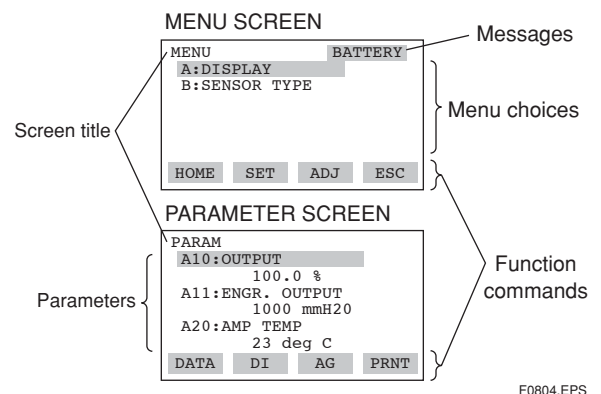 MENU SCREEN
Messages
MENU BATTERY
A:DISPLAY
B:SENSOR TYPE
Menu choices
Screen title
HOME SET ADJ ESC
PARAMETER SCREEN
PARAM
A10:OUTPUT
100.0 %
A11:ENGR. OUTPUT
1000 mmH20
A20:AMP TEMP
23 deg C
Parameters
Function
commands
DATA DI AG PRNT
F0804.EPS